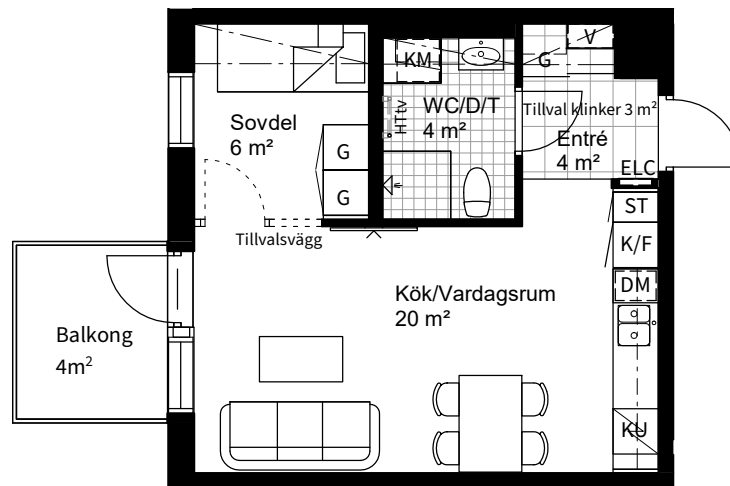 V
G
KM
WC/D/T
4 m²
HTtv
Tillval klinker 3 m²
Entré
4 m²
Sovdel
6 m²
G
G
ELC
ST
K/F
DM
Tillvalsvägg
Kök/Vardagsrum
20 m²
Balkong
4m²
KU